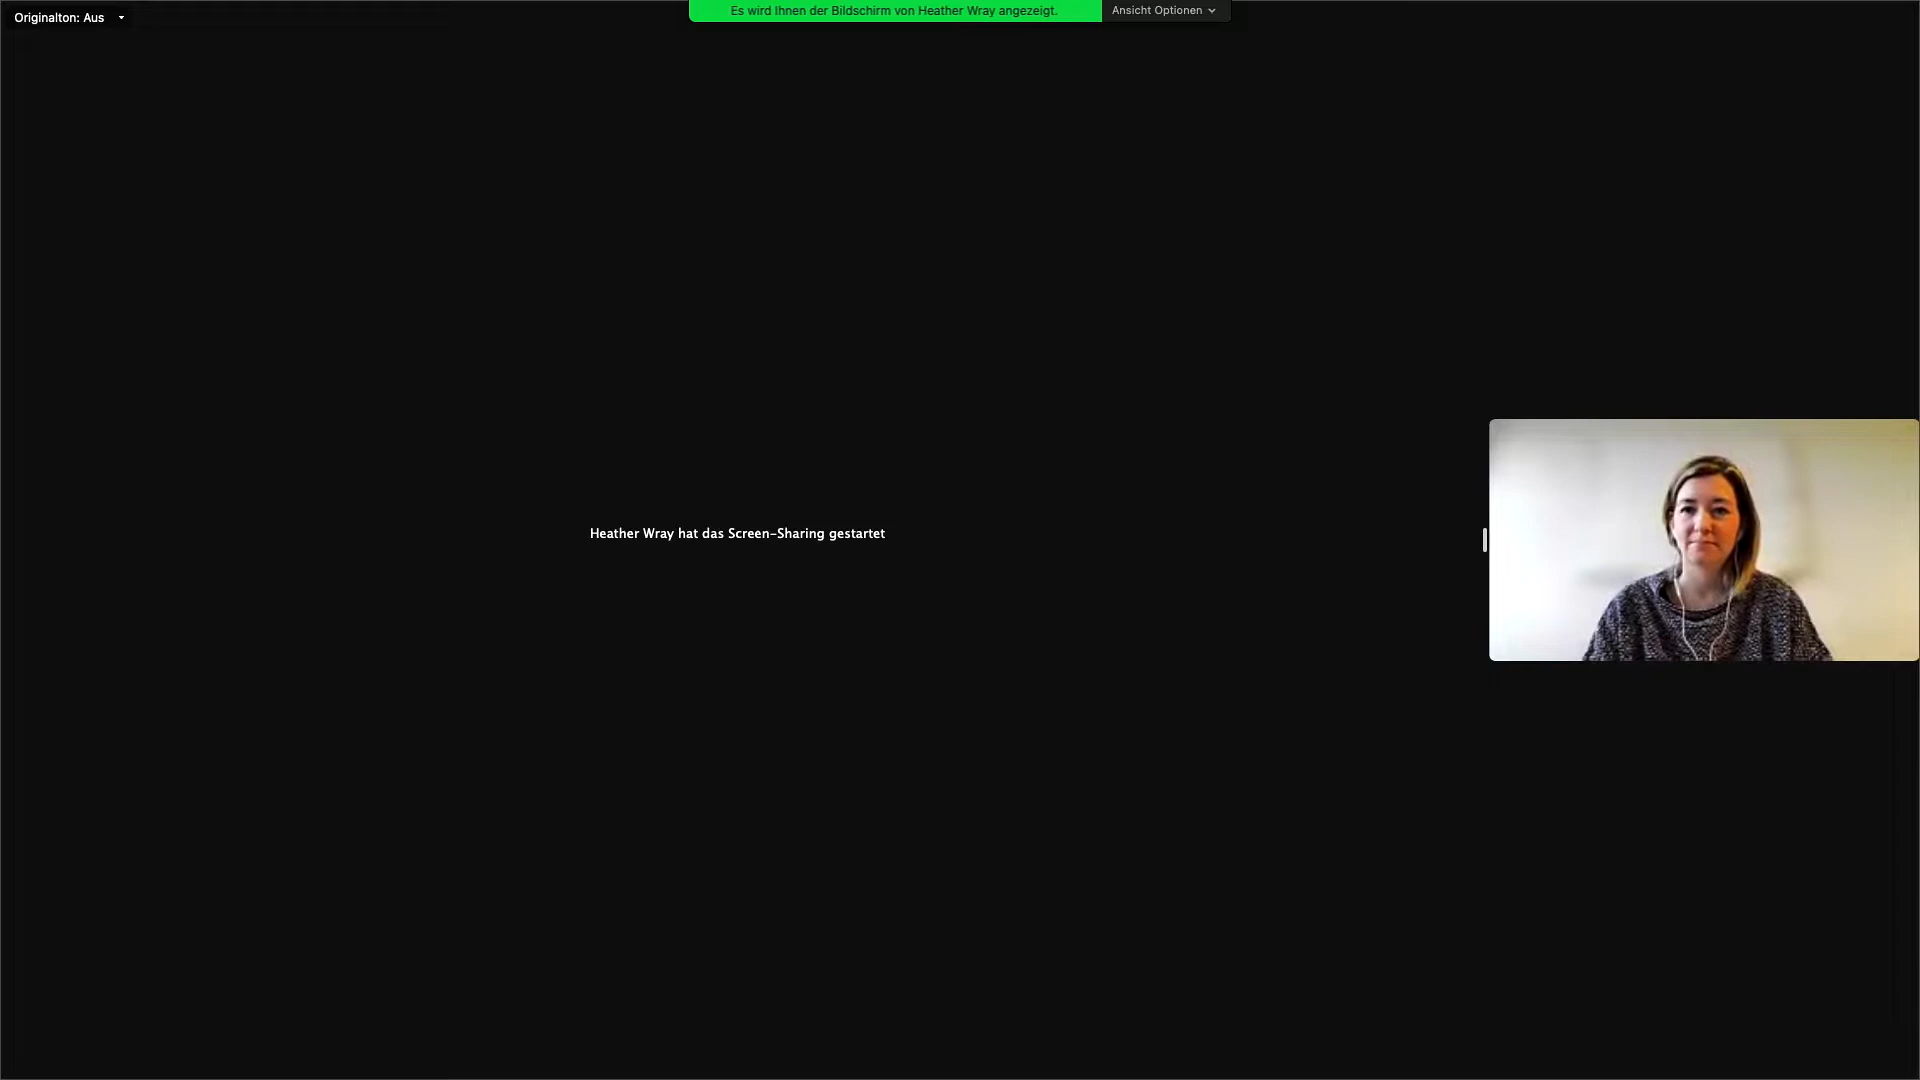 Originalton: Aus
Es wird Ihnen der Bildschirm von Heather Wray angezeigt.
Ansicht Optionen
Heather Wray hat das Screen-Sharing gestartet